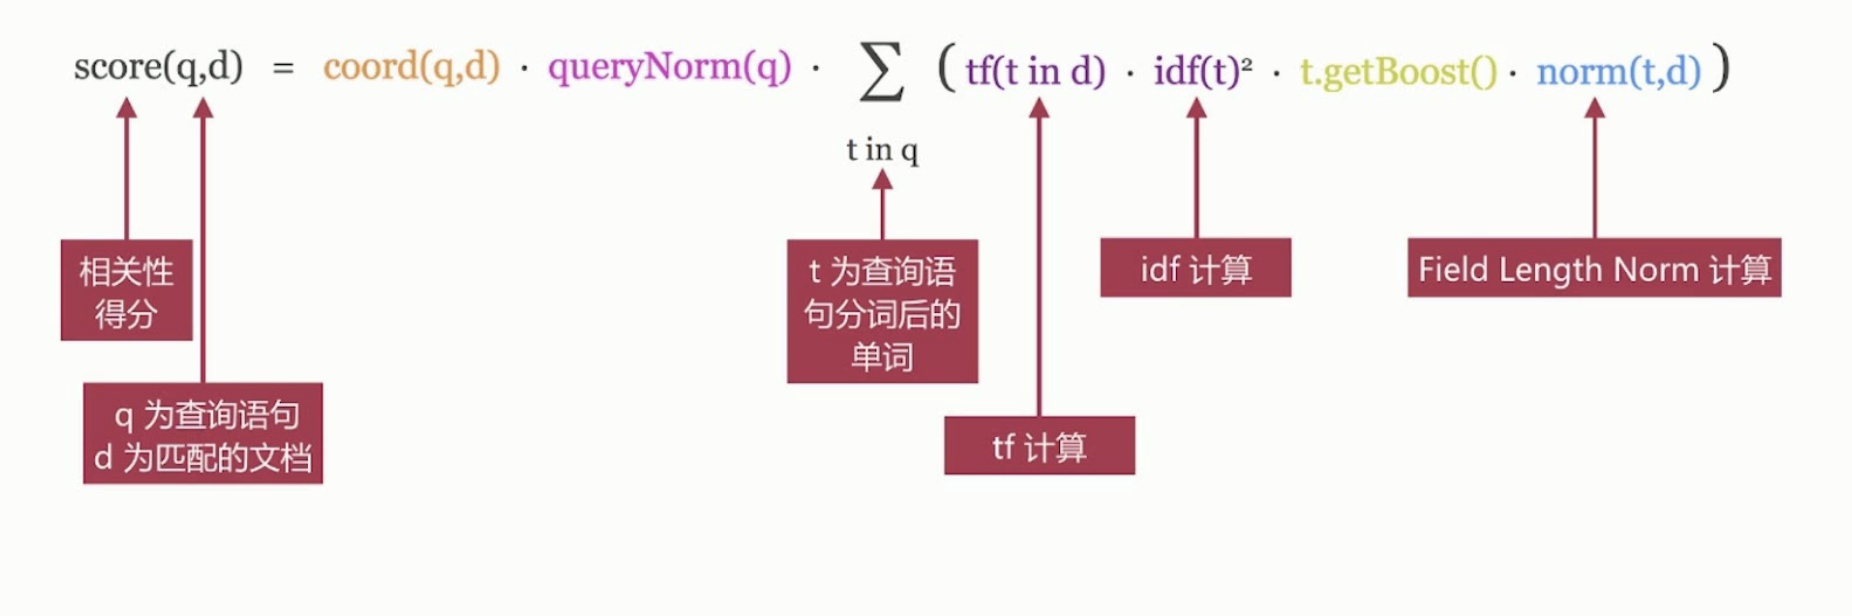 score(q,d) = coord(q,d) · queryNorm(q) · ∑ ( tf(t in d) · idf(t)² · t.getBoost() · norm(t,d) )
t in q
相关性
得分
q 为查询语句
d 为匹配的文档
t 为查询语
句分词后的
单词
tf 计算
idf 计算
Field Length Norm 计算